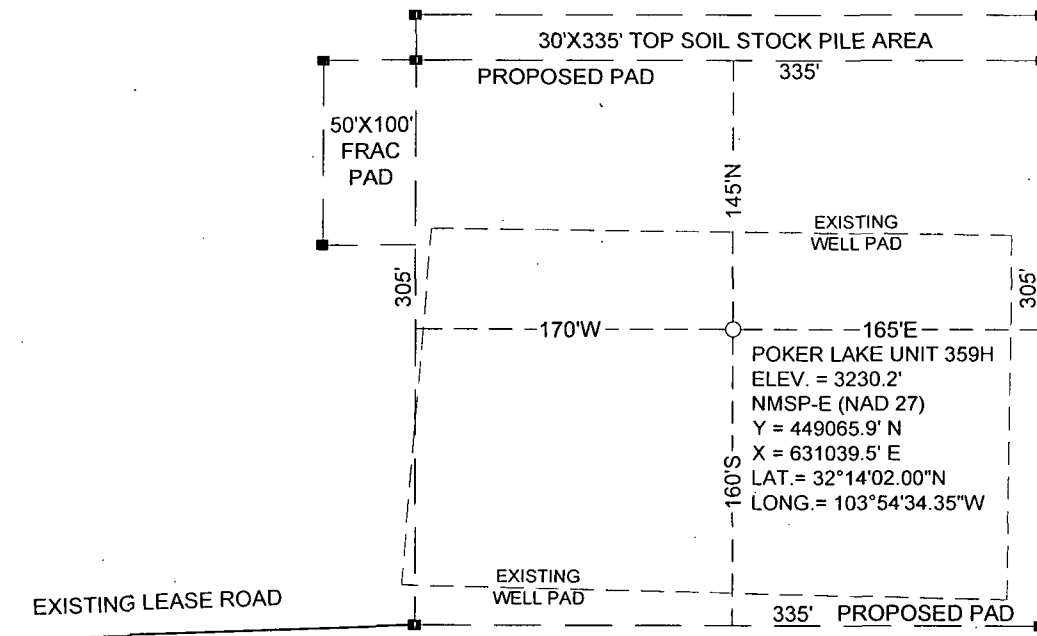 30'X335' TOP SOIL STOCK PILE AREA
PROPOSED PAD
335'
50'X100'
FRAC
PAD
145'N
EXISTING
WELL PAD
305'
305'
170'W
165'E
POKER LAKE UNIT 359H
ELEV. = 3230.2'
NMSP-E (NAD 27)
Y = 449065.9' N
X = 631039.5' E
LAT.= 32°14'02.00"N
LONG.= 103°54'34.35"W
160'S
EXISTING
WELL PAD
EXISTING LEASE ROAD
335' PROPOSED PAD